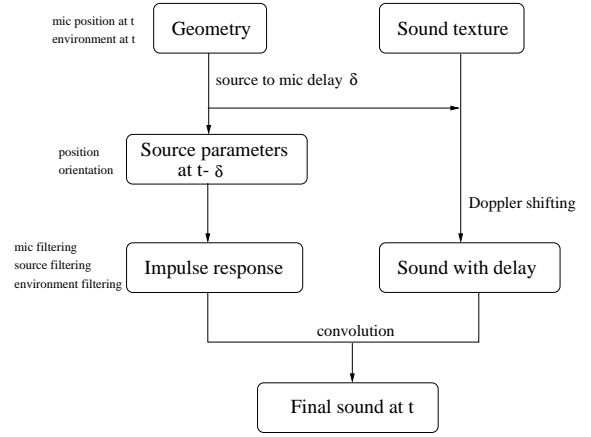 mic position at t
environment at t
Geometry
Sound texture
source to mic delay δ
position
orientation
Source parameters
at t- δ
Doppler shifting
mic filtering
source filtering
environment filtering
Impulse response
Sound with delay
convolution
Final sound at t